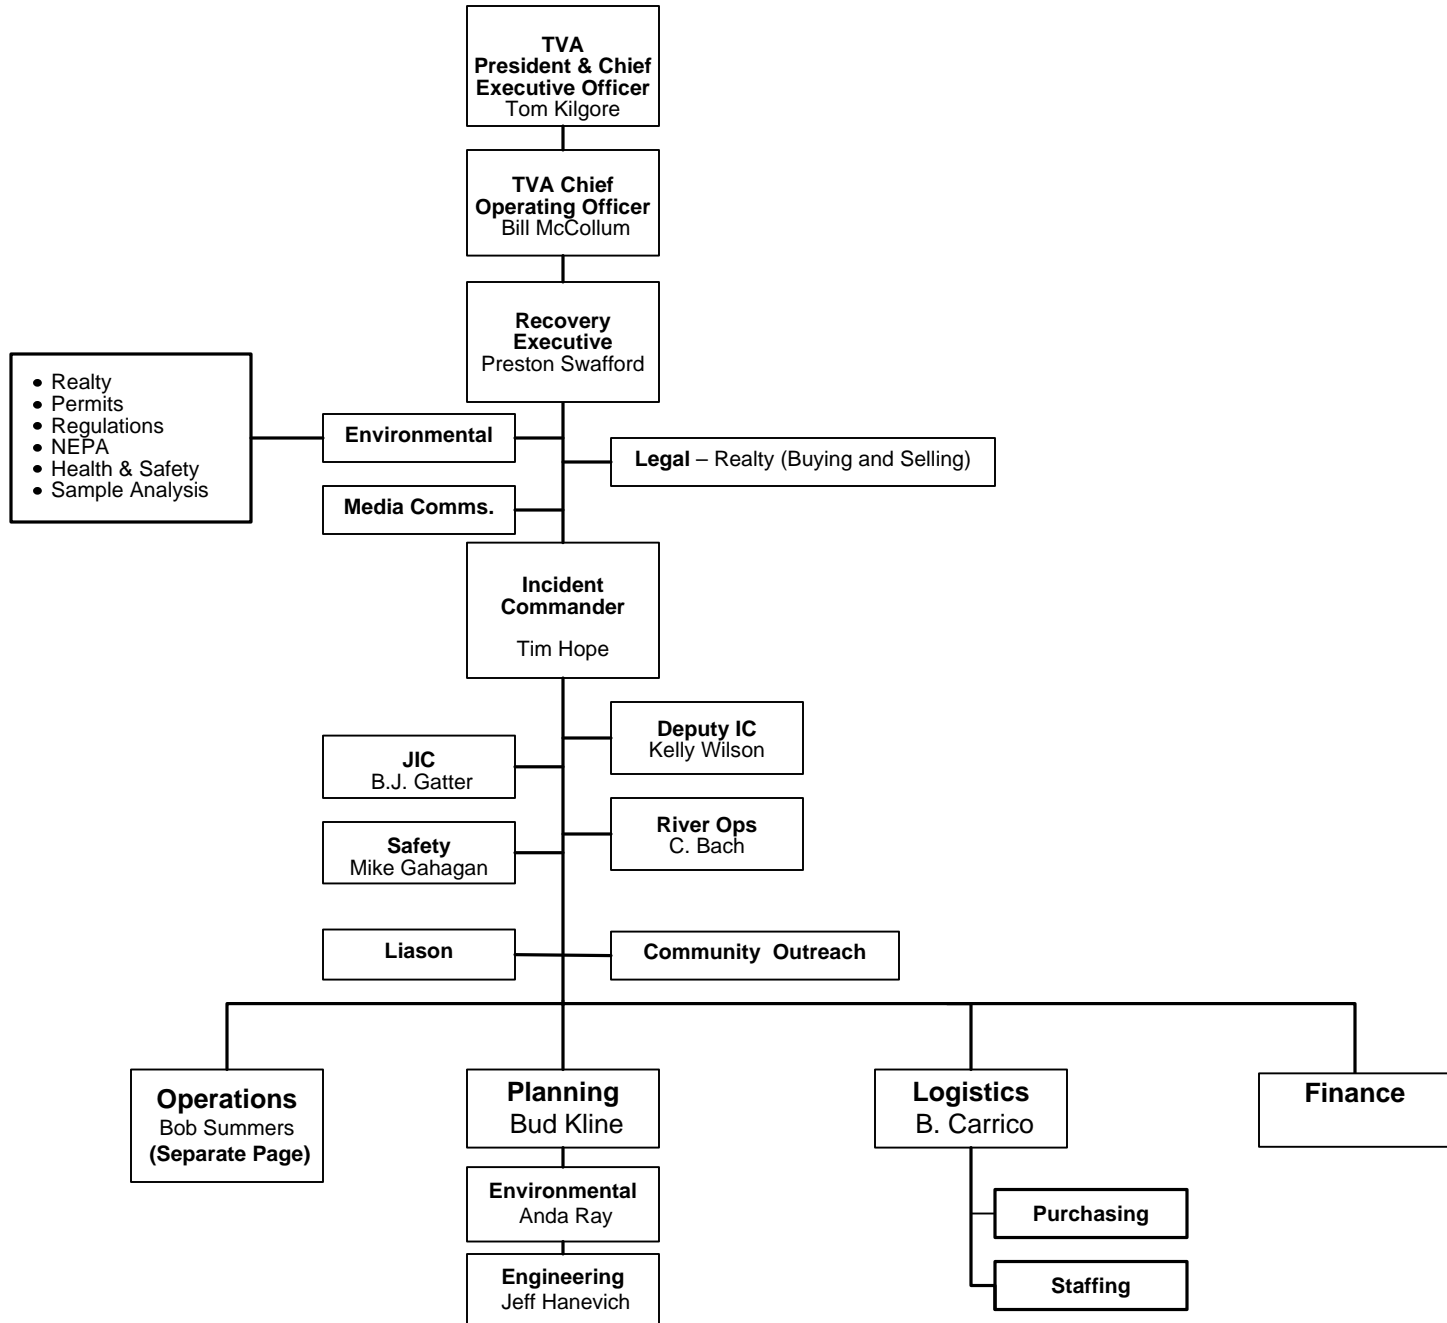 TVA
President & Chief
Executive Officer
Tom Kilgore
TVA Chief
Operating Officer
Bill McCollum
Recovery
Executive
Preston Swafford
• Realty
• Permits
• Regulations
• NEPA
• Health & Safety
• Sample Analysis
Environmental
Legal – Realty (Buying and Selling)
Media Comms.
Incident
Commander
Tim Hope
Deputy IC
Kelly Wilson
JIC
B.J. Gatter
River Ops
C. Bach
Safety
Mike Gahagan
Liason
Community Outreach
Operations
Bob Summers
(Separate Page)
Planning
Bud Kline
Logistics
B. Carrico
Finance
Environmental
Anda Ray
Purchasing
Engineering
Jeff Hanevich
Staffing